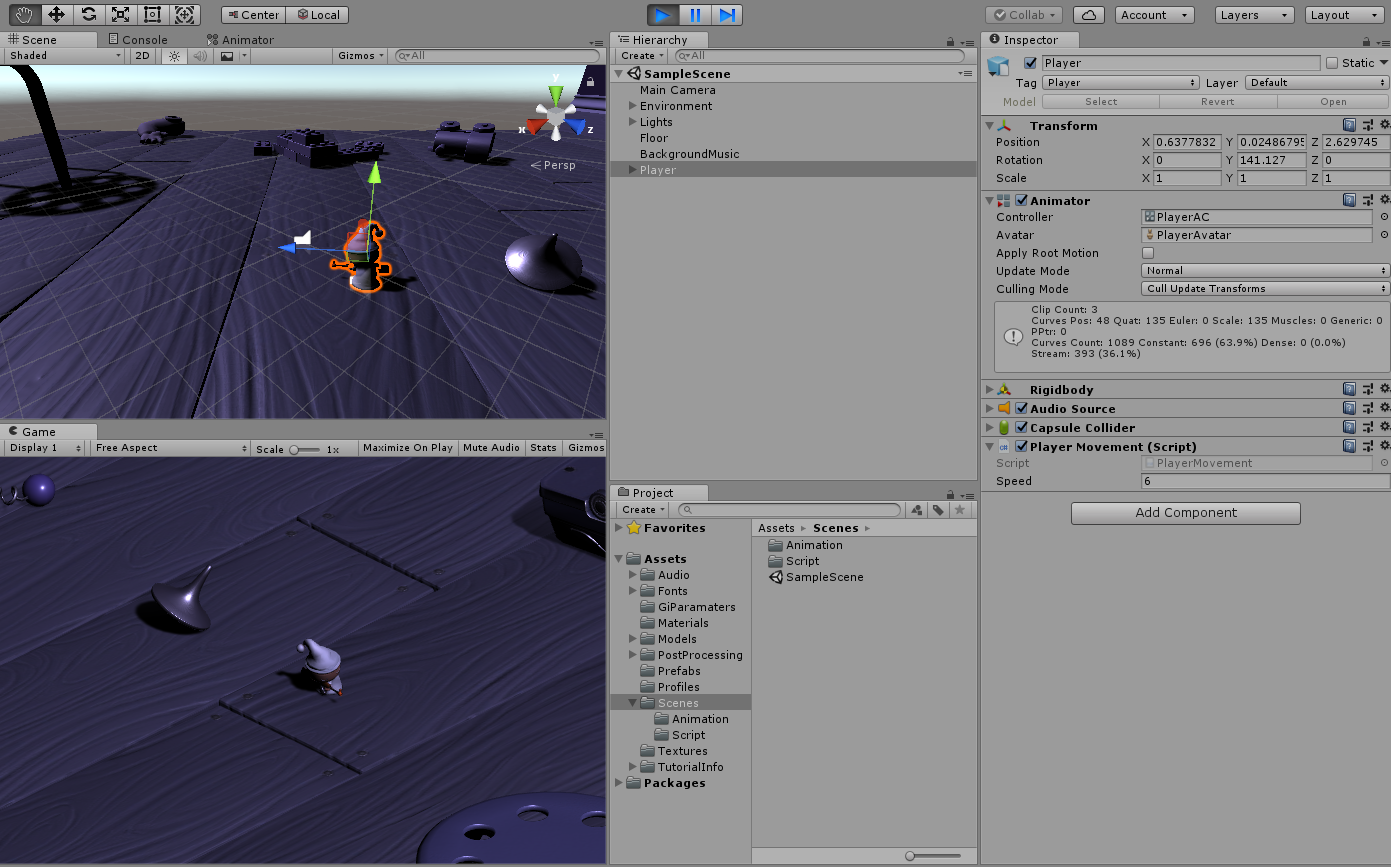 Center Local
Collab Account Layers Layout
Scene Console Animator
Shaded 2D Gizmos All
y
x z
Persp
Game
Display 1 Free Aspect Scale 1x Maximize On Play Mute Audio Stats Gizmos
Hierarchy
Create All
SampleScene
Main Camera
Environment
Lights
Floor
BackgroundMusic
Player
Project
Create
Favorites
Assets
Audio
Fonts
GiParamaters
Materials
Models
PostProcessing
Prefabs
Profiles
Scenes
Animation
Script
Textures
TutorialInfo
Packages
Assets Scenes
Animation
Script
SampleScene
Inspector
Player Static
Tag Player Layer Default
Model Select Revert Open
Transform
Position X 0.6377832 Y 0.02486795 Z 2.629745
Rotation X 0 Y 141.127 Z 0
Scale X 1 Y 1 Z 1
Animator
Controller PlayerAC
Avatar PlayerAvatar
Apply Root Motion
Update Mode Normal
Culling Mode Cull Update Transforms
Clip Count: 3
Curves Pos: 48 Quat: 135 Euler: 0 Scale: 135 Muscles: 0 Generic: 0
PPtr: 0
Curves Count: 1089 Constant: 696 (63.9%) Dense: 0 (0.0%)
Stream: 393 (36.1%)
Rigidbody
Audio Source
Capsule Collider
Player Movement (Script)
Script PlayerMovement
Speed 6
Add Component